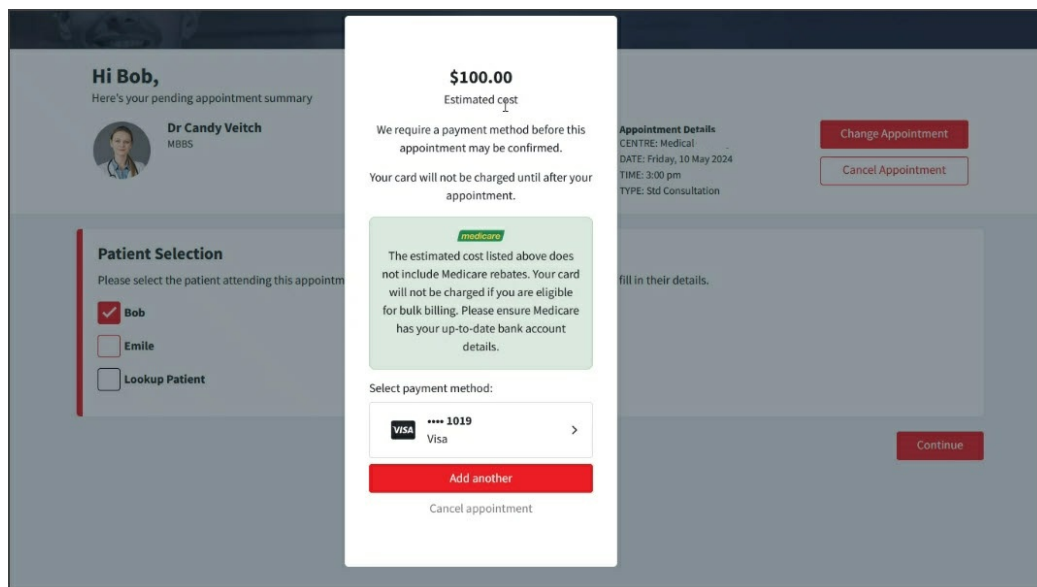 Hi Bob,
Here's your pending appointment summary
Dr Candy Veitch
MBBS
Appointment Details
CENTRE: Medical
DATE: Friday, 10 May 2024
TIME: 3:00 pm
TYPE: Std Consultation
Change Appointment
Cancel Appointment
Patient Selection
Please select the patient attending this appointm
fill in their details.
Bob
Emile
Lookup Patient
Continue
$100.00
Estimated cost
We require a payment method before this
appointment may be confirmed.
Your card will not be charged until after your
appointment.
medicare
The estimated cost listed above does
not include Medicare rebates. Your card
will not be charged if you are eligible
for bulk billing. Please ensure Medicare
has your up-to-date bank account
details.
Select payment method:
VISA
•••• 1019
Visa
Add another
Cancel appointment